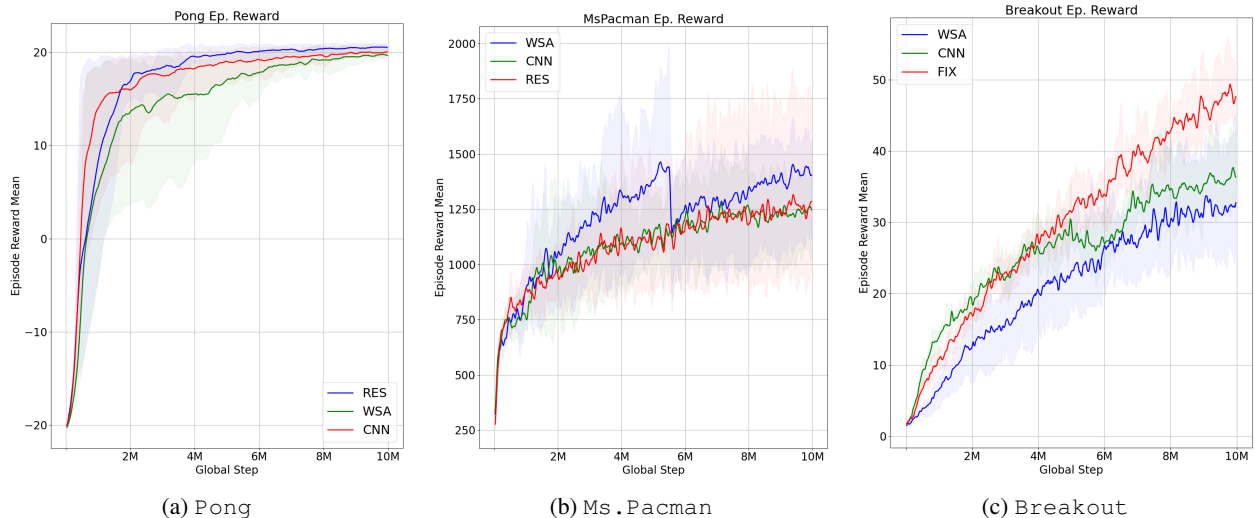 Pong Ep. Reward
Episode Reward Mean
20
10
0
−10
−20
2M 4M 6M 8M 10M
Global Step
RES
WSA
CNN
(a) Pong
MsPacman Ep. Reward
Episode Reward Mean
2000
1750
1500
1250
1000
750
500
250
2M 4M 6M 8M 10M
Global Step
WSA
CNN
RES
(b) Ms.Pacman
Breakout Ep. Reward
Episode Reward Mean
50
40
30
20
10
0
2M 4M 6M 8M 10M
Global Step
WSA
CNN
FIX
(c) Breakout